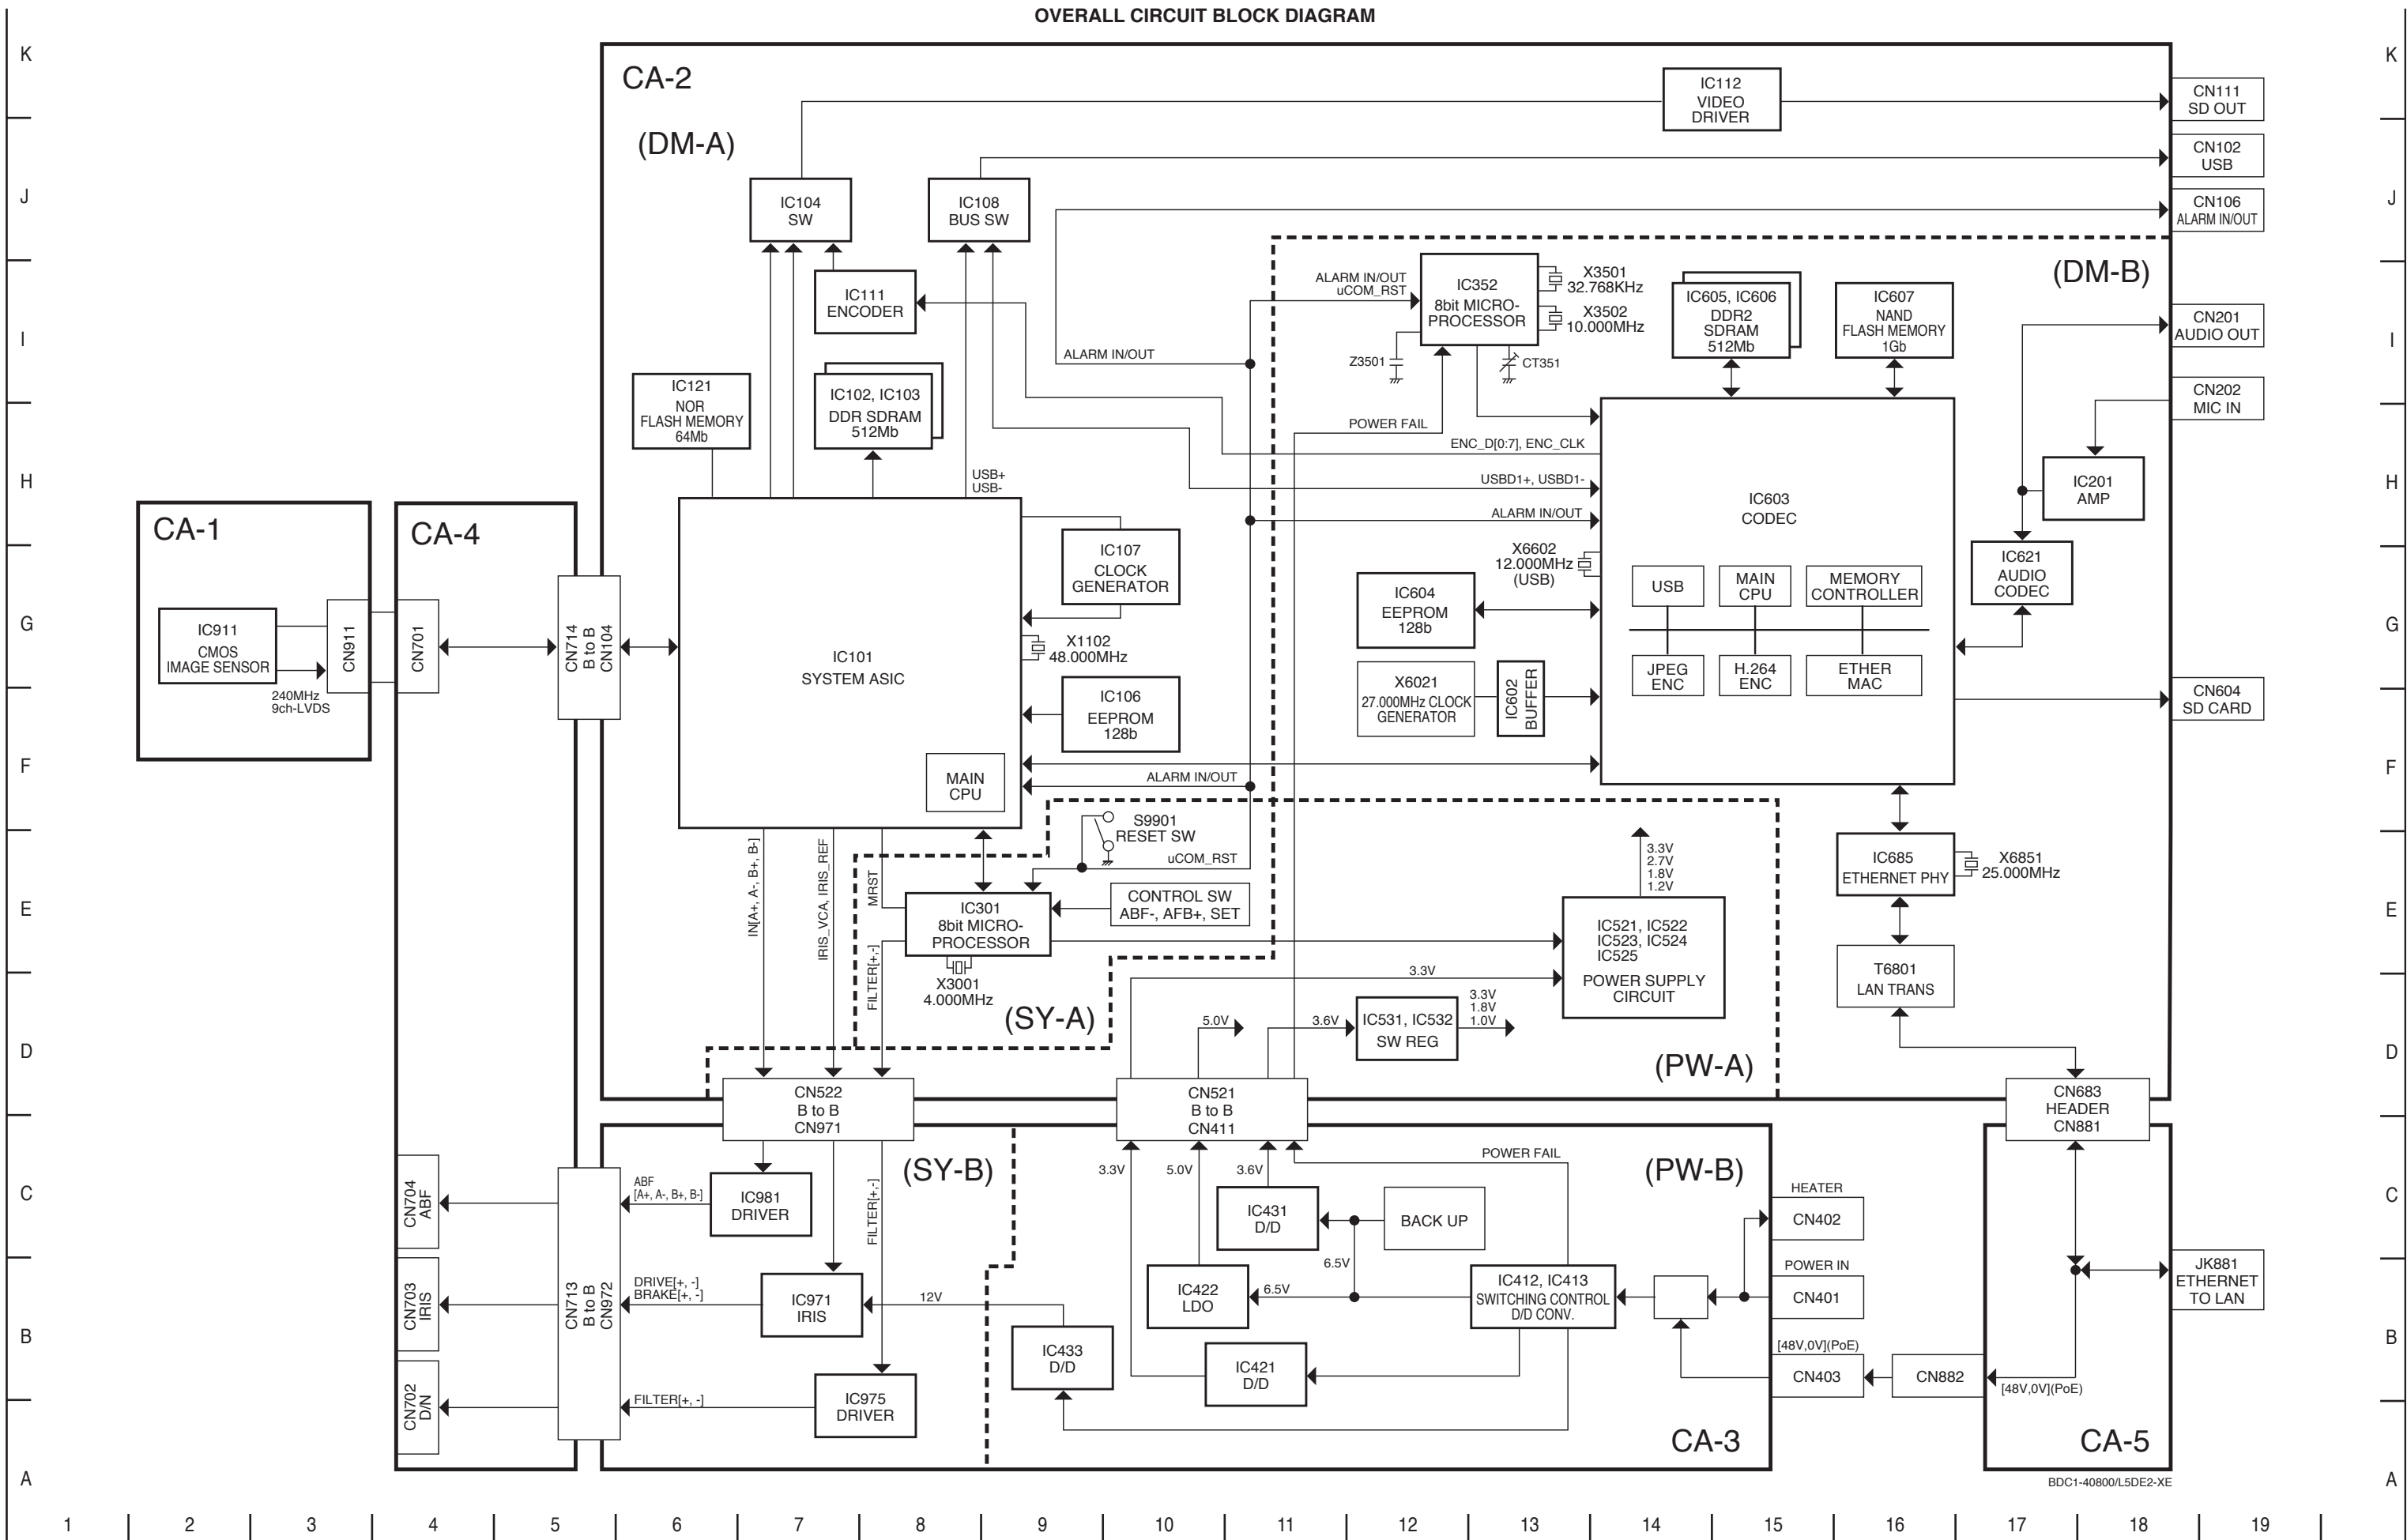 OVERALL CIRCUIT BLOCK DIAGRAM
K
K
CA-2
IC112
VIDEO
DRIVER
CN111
SD OUT
(DM-A)
CN102
USB
J
J
IC104
SW
IC108
BUS SW
CN106
ALARM IN/OUT
(DM-B)
IC111
ENCODER
ALARM IN/OUT
uCOM_RST
IC352
8bit MICRO-
PROCESSOR
X3501
32.768KHz
X3502
10.000MHz
IC605, IC606
DDR2
SDRAM
512Mb
IC607
NAND
FLASH MEMORY
1Gb
CN201
AUDIO OUT
I
I
ALARM IN/OUT
Z3501
CT351
IC121
NOR
FLASH MEMORY
64Mb
IC102, IC103
DDR SDRAM
512Mb
CN202
MIC IN
POWER FAIL
ENC_D[0:7], ENC_CLK
H
H
USB+
USB-
USBD1+, USBD1-
IC603
CODEC
IC201
AMP
CA-1
CA-4
ALARM IN/OUT
IC107
CLOCK
GENERATOR
X6602
12.000MHz
(USB)
IC621
AUDIO
CODEC
IC604
EEPROM
128b
USB
MAIN
CPU
MEMORY
CONTROLLER
G
G
IC911
CMOS
IMAGE SENSOR
CN911
CN701
CN714
B to B
CN104
X1102
48.000MHz
IC101
SYSTEM ASIC
JPEG
ENC
H.264
ENC
ETHER
MAC
240MHz
9ch-LVDS
IC106
EEPROM
128b
X6021
27.000MHz CLOCK
GENERATOR
IC602
BUFFER
CN604
SD CARD
F
F
MAIN
CPU
ALARM IN/OUT
S9901
RESET SW
uCOM_RST
IN[A+, A-, B+, B-]
IRIS_VCA, IRIS_REF
MRST
3.3V
2.7V
1.8V
1.2V
IC685
ETHERNET PHY
X6851
25.000MHz
E
E
IC301
8bit MICRO-
PROCESSOR
CONTROL SW
ABF-, AFB+, SET
IC521, IC522
IC523, IC524
IC525
POWER SUPPLY
CIRCUIT
FILTER[+,-]
X3001
4.000MHz
3.3V
T6801
LAN TRANS
(SY-A)
5.0V
3.6V
IC531, IC532
SW REG
3.3V
1.8V
1.0V
D
D
(PW-A)
CN522
B to B
CN971
CN521
B to B
CN411
CN683
HEADER
CN881
(SY-B)
3.3V
5.0V
3.6V
POWER FAIL
(PW-B)
C
C
CN704
ABF
ABF
[A+, A-, B+, B-]
IC981
DRIVER
FILTER[+,-]
IC431
D/D
BACK UP
HEATER
CN402
6.5V
POWER IN
CN401
JK881
ETHERNET
TO LAN
CN703
IRIS
CN713
B to B
CN972
DRIVE[+, -]
BRAKE[+, -]
IC971
IRIS
12V
IC422
LDO
6.5V
IC412, IC413
SWITCHING CONTROL
D/D CONV.
B
B
IC433
D/D
IC421
D/D
[48V,0V](PoE)
CN403
CN882
[48V,0V](PoE)
CN702
D/N
FILTER[+, -]
IC975
DRIVER
CA-3
CA-5
A
A
BDC1-40800/L5DE2-XE
1 2 3 4 5 6 7 8 9 10 11 12 13 14 15 16 17 18 19